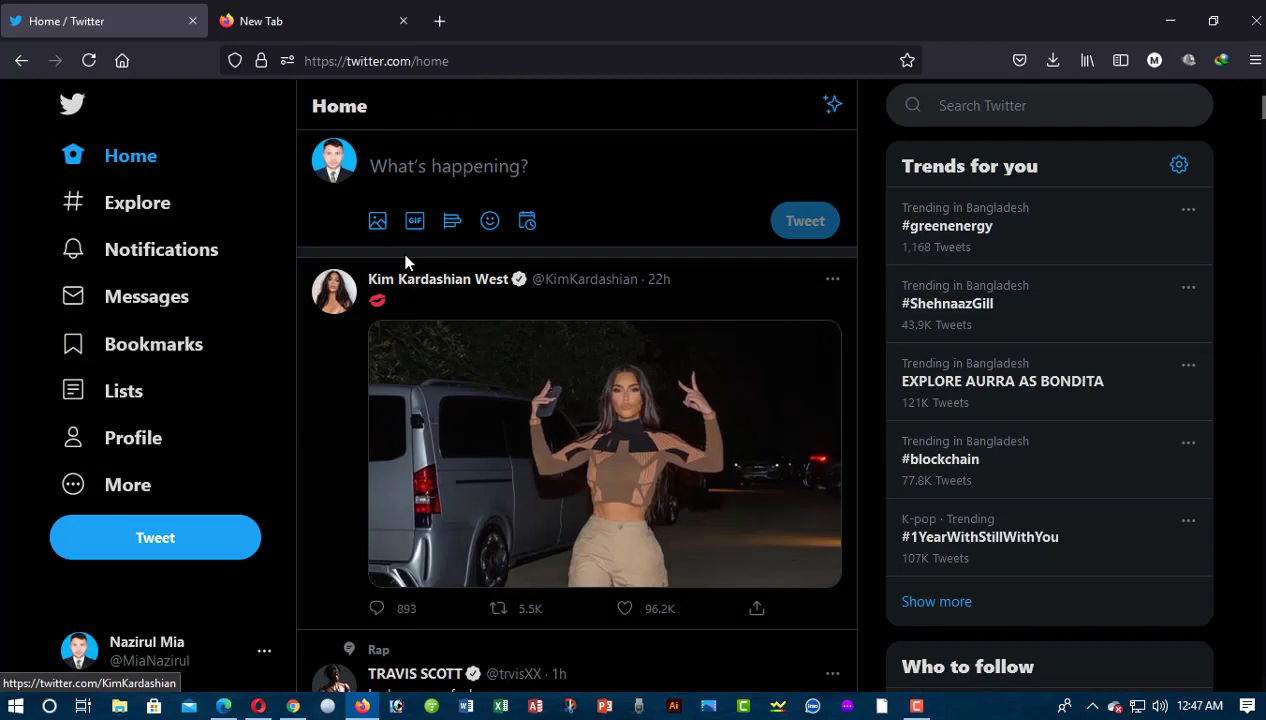 Home / Twitter
New Tab
https://twitter.com/home
M
Home
Explore
Notifications
Messages
Bookmarks
Lists
Profile
More
Tweet
Nazirul Mia
@MiaNazirul
https://twitter.com/KimKardashian
Home
What's happening?
GIF
Tweet
Kim Kardashian West @KimKardashian · 22h
💋
893 5.5K 96.2K
Rap
TRAVIS SCOTT @trvisXX · 1h
Search Twitter
Trends for you
Trending in Bangladesh
#greenenergy
1,168 Tweets
Trending in Bangladesh
#ShehnaazGill
43.9K Tweets
Trending in Bangladesh
EXPLORE AURRA AS BONDITA
121K Tweets
Trending in Bangladesh
#blockchain
77.8K Tweets
K-pop · Trending
#1YearWithStillWithYou
107K Tweets
Show more
Who to follow
12:47 AM